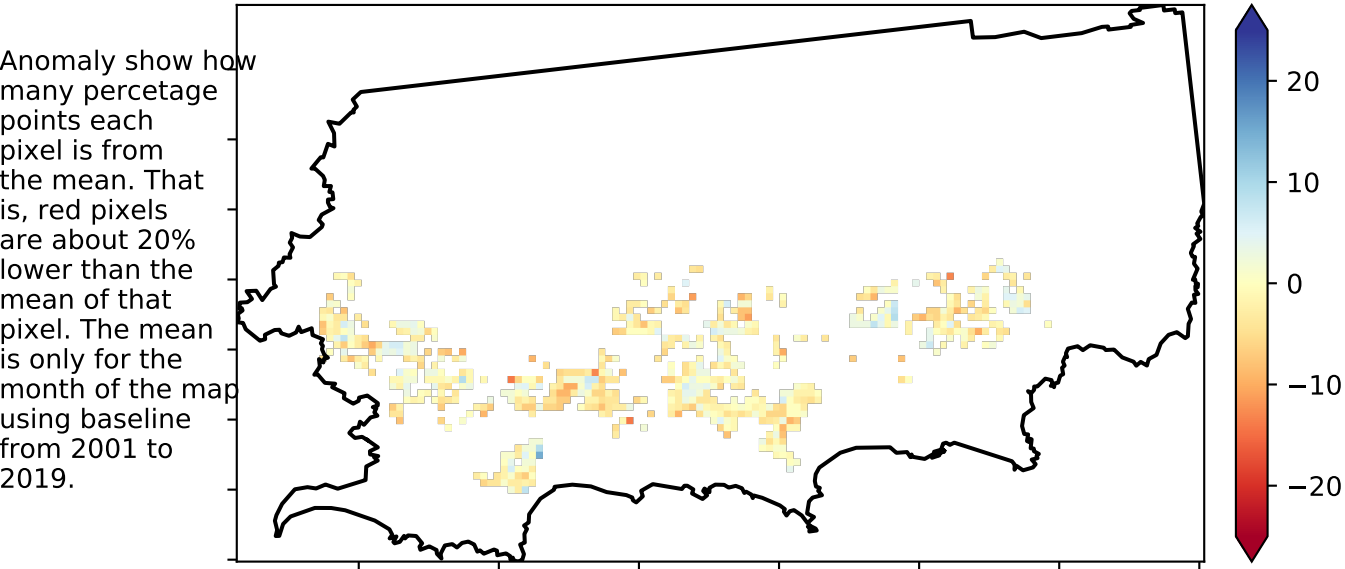 Anomaly show how
many percetage
points each
pixel is from
the mean. That
is, red pixels
are about 20%
lower than the
mean of that
pixel. The mean
is only for the
month of the map
using baseline
from 2001 to
2019.
20
10
0
−10
−20